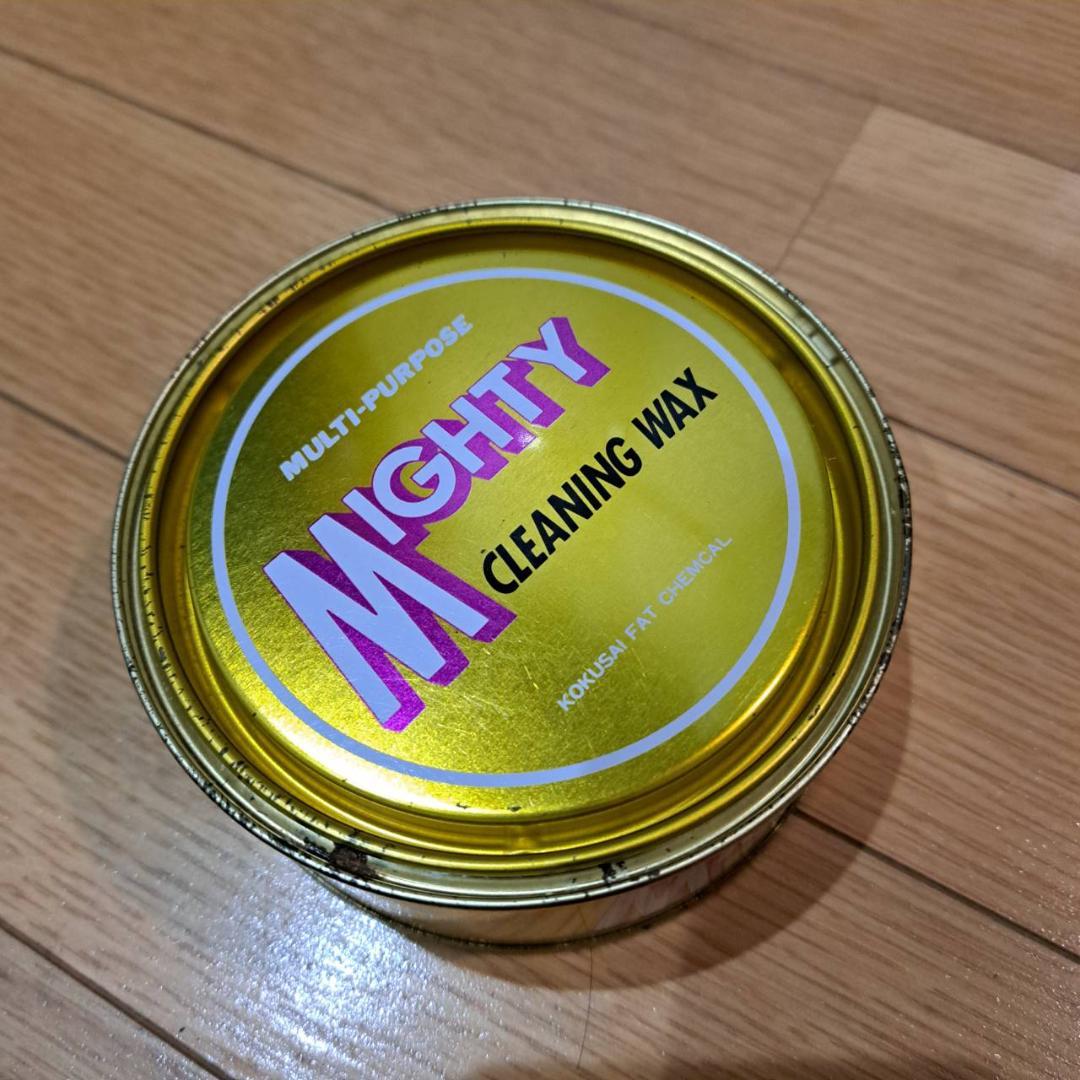 MULTI-PURPOSE
MIGHTY
CLEANING WAX
KOKUSAI FAT CHEMCAL